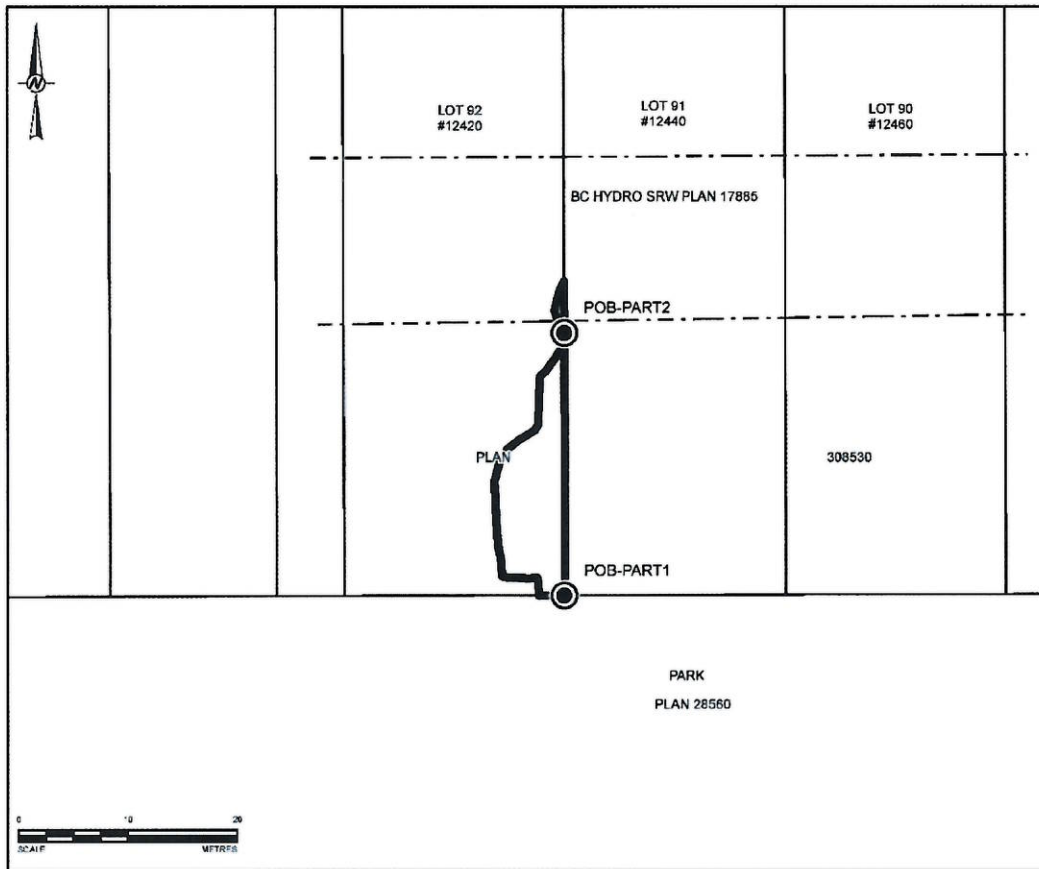 N
LOT 92
#12420
LOT 91
#12440
LOT 90
#12460
BC HYDRO SRW PLAN 17885
POB-PART2
PLAN
308530
POB-PART1
PARK
PLAN 28560
0 10 20
SCALE METRES